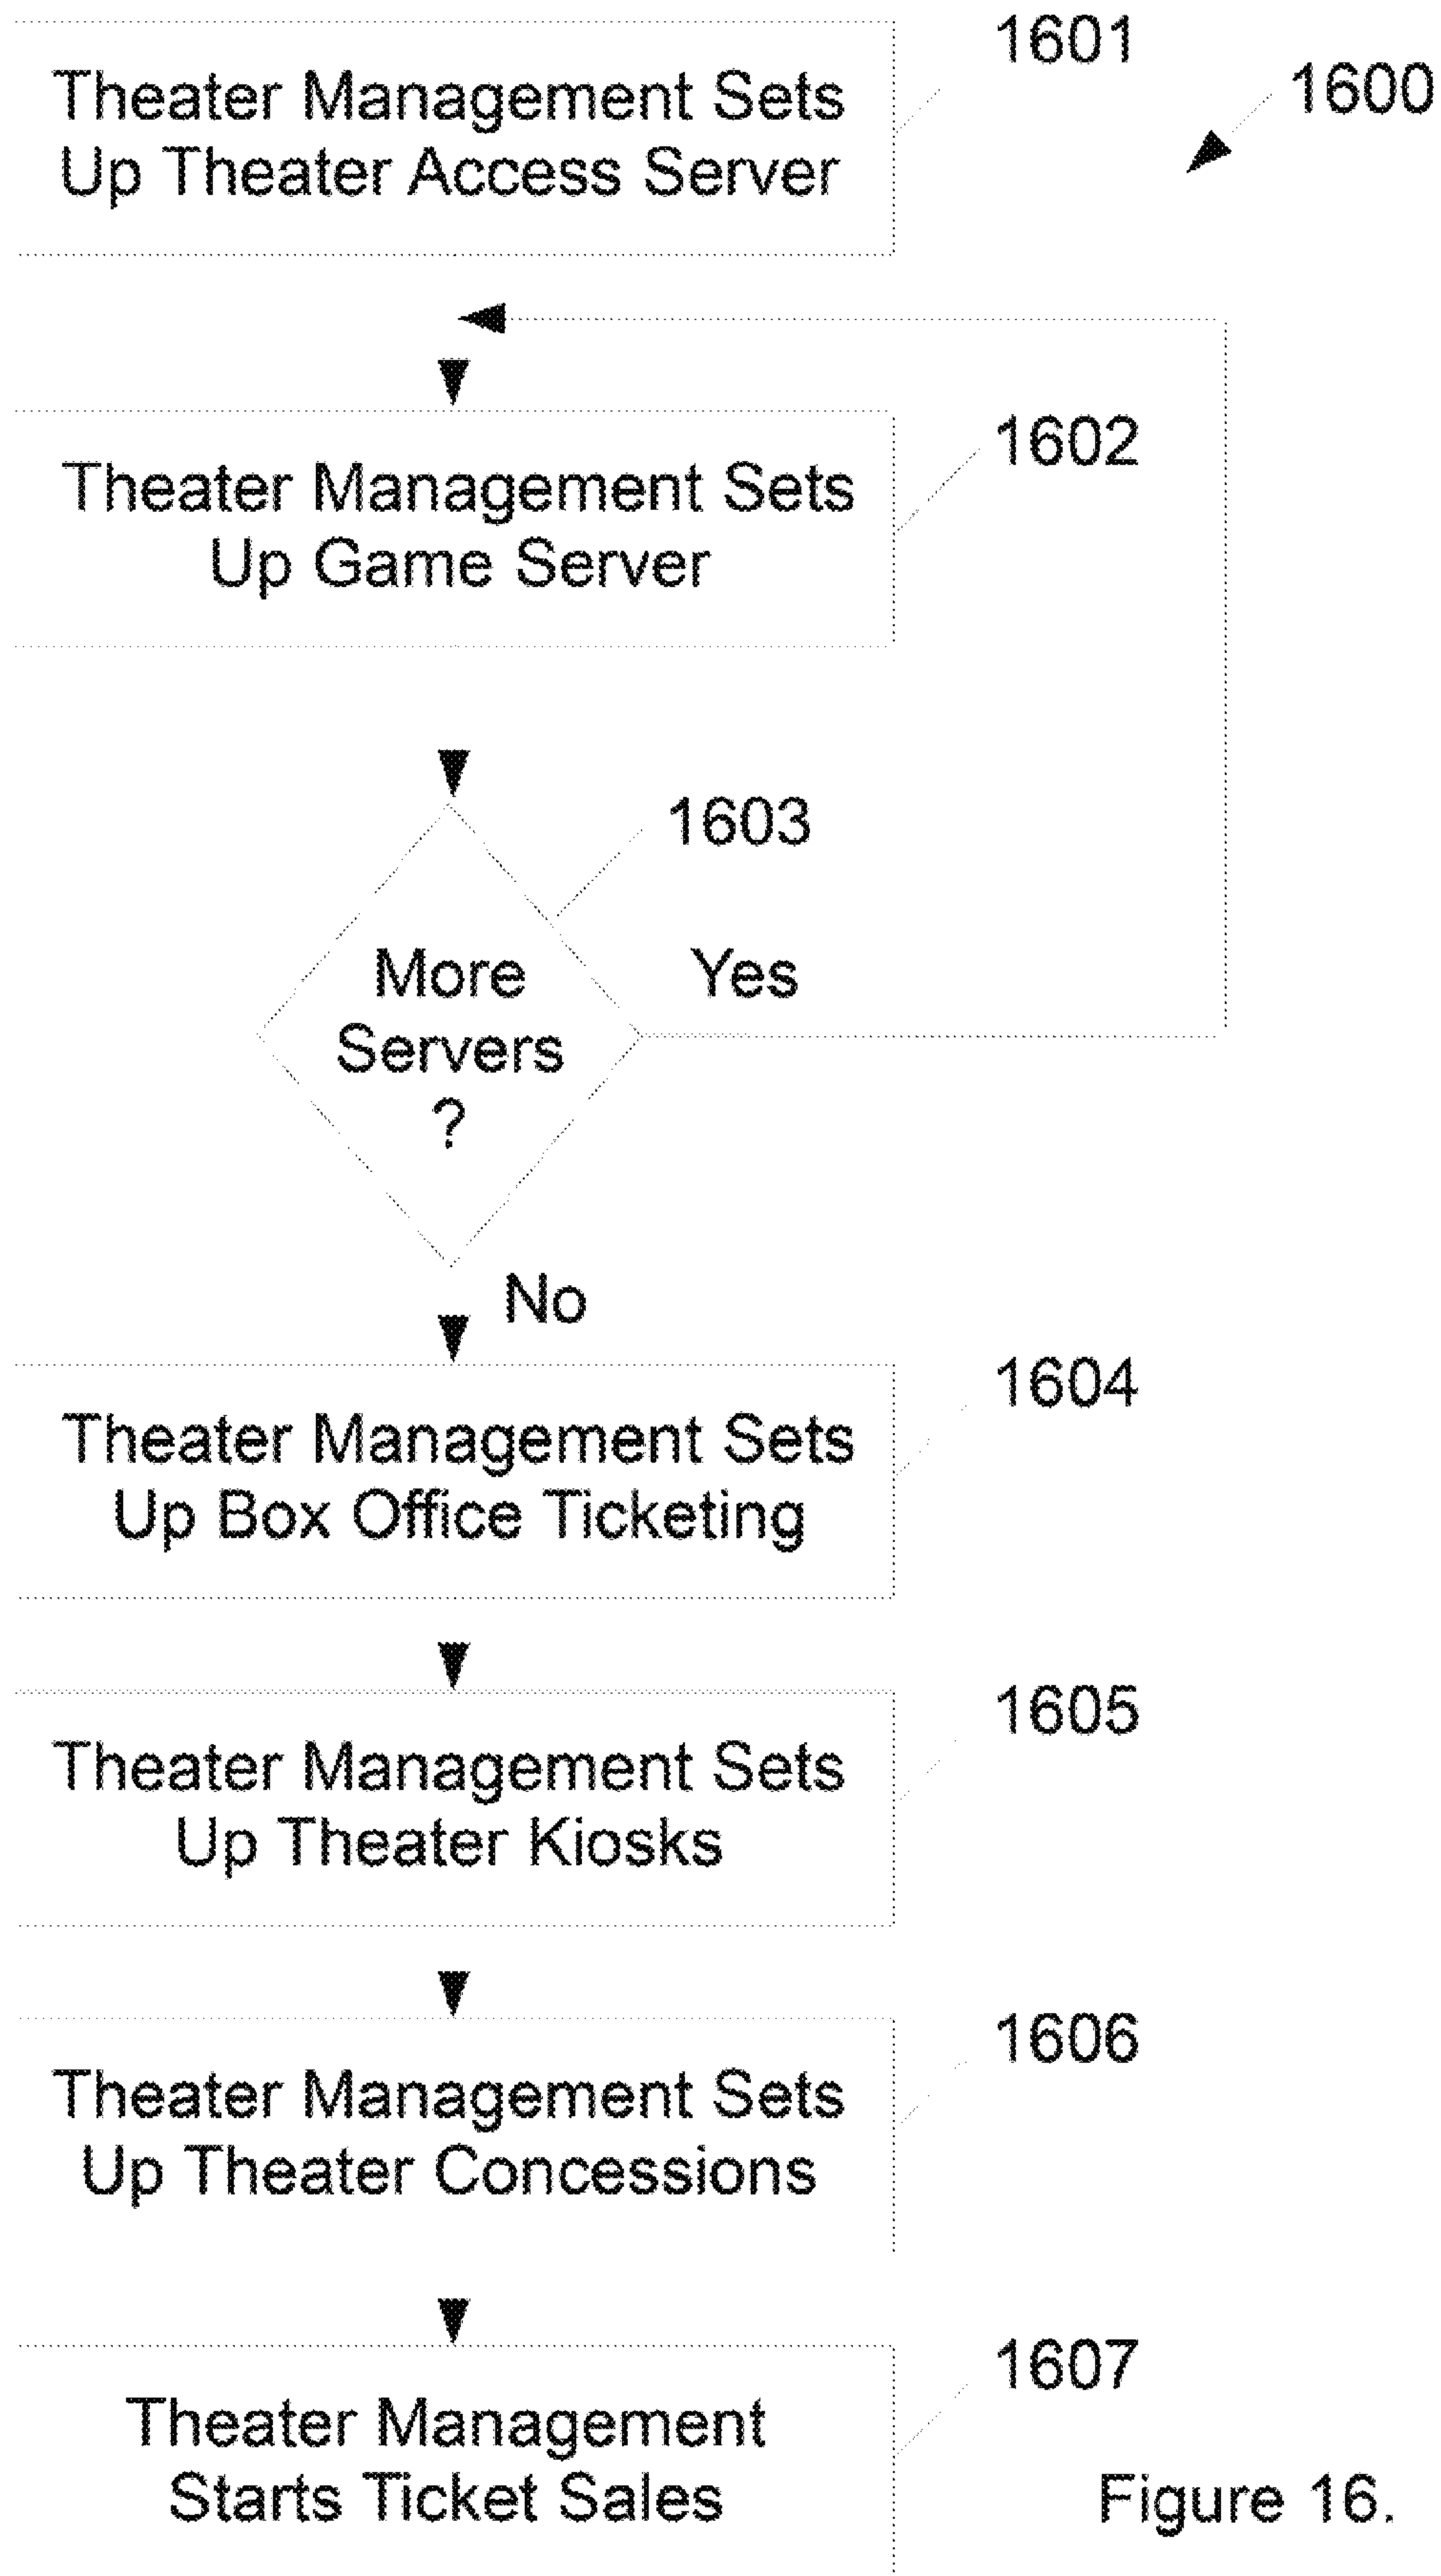 1601
1600
Theater Management Sets
Up Theater Access Server
1602
Theater Management Sets
Up Game Server
1603
More
Servers
?
Yes
No
1604
Theater Management Sets
Up Box Office Ticketing
1605
Theater Management Sets
Up Theater Kiosks
1606
Theater Management Sets
Up Theater Concessions
1607
Theater Management
Starts Ticket Sales
Figure 16.